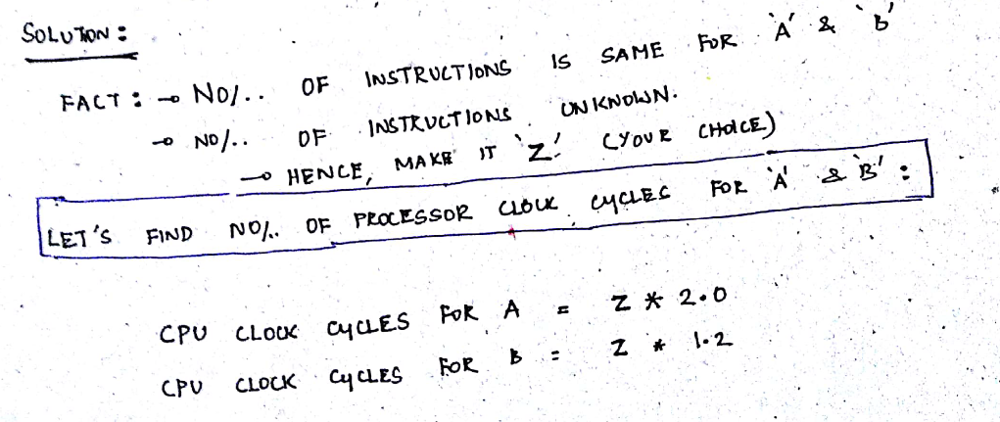 SOLUTION :
FACT : → NO/.. OF INSTRUCTIONS IS SAME FOR 'A' & 'B'
→ NO/.. OF INSTRUCTIONS UNKNOWN.
→ HENCE, MAKE IT 'Z'. (YOUR CHOICE)
LET'S FIND NO/.. OF PROCESSOR CLOCK CYCLES FOR 'A' & 'B' :
CPU CLOCK CYCLES FOR A = Z * 2.0
CPU CLOCK CYCLES FOR B = Z * 1.2